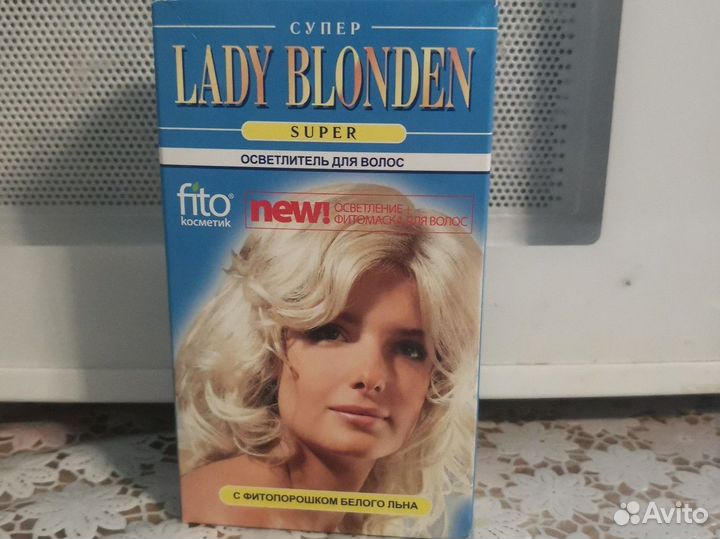 СУПЕР
LADY BLONDEN
SUPER
ОСВЕТЛИТЕЛЬ ДЛЯ ВОЛОС
fito®
косметик
new!
ОСВЕТЛЕНИЕ +
ФИТОМАСКА ДЛЯ ВОЛОС
С ФИТОПОРОШКОМ БЕЛОГО ЛЬНА
Avito